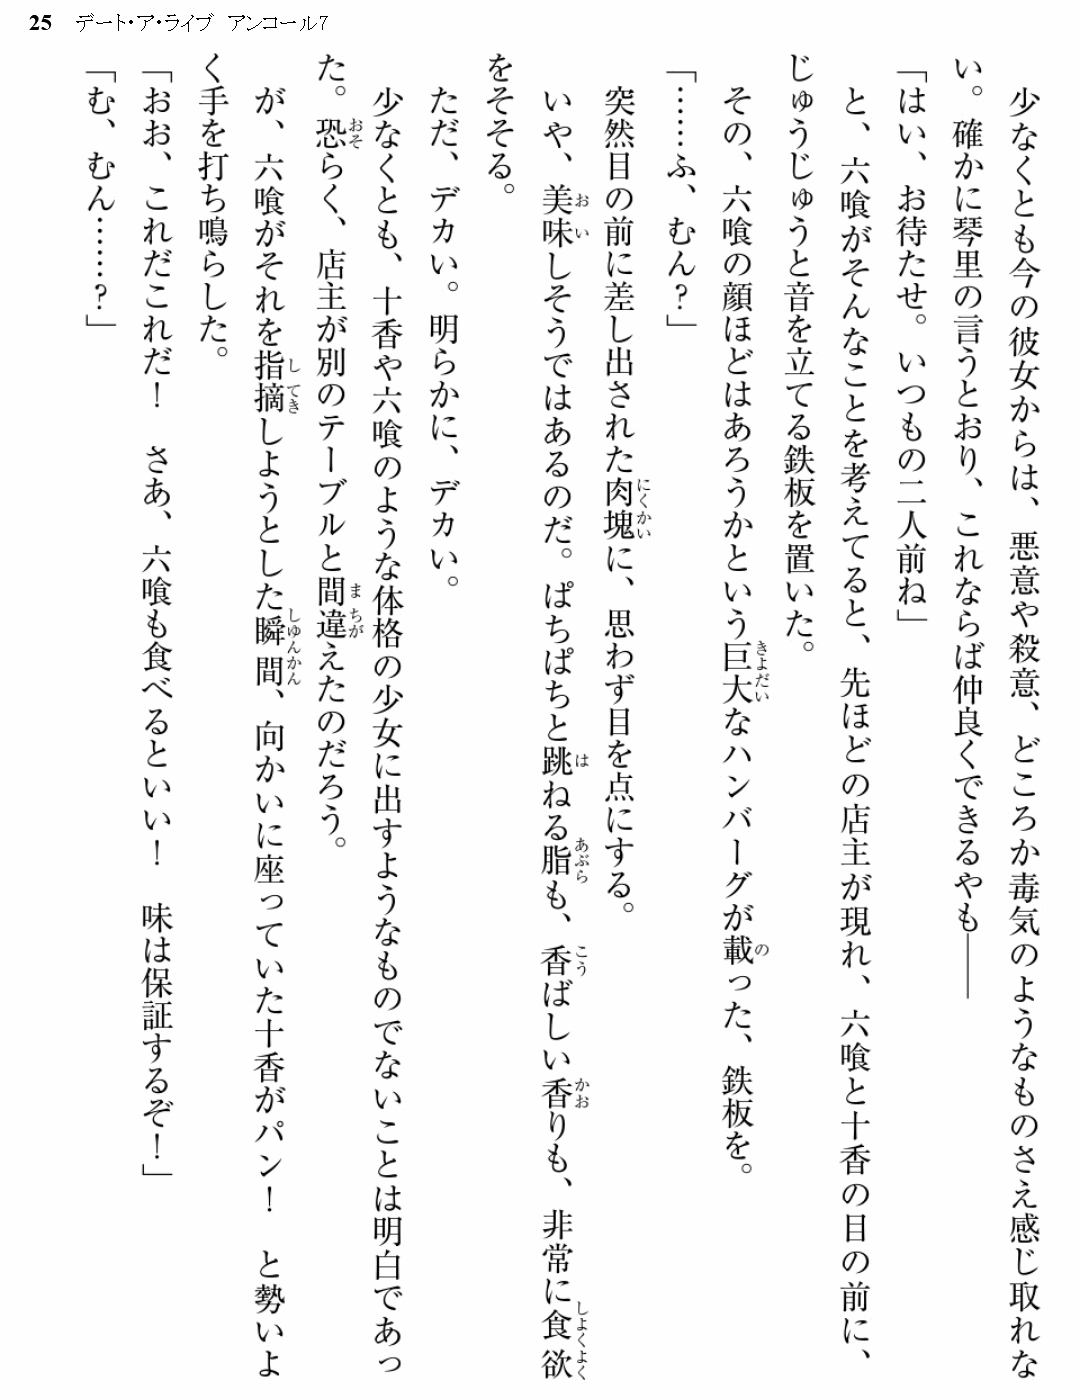 25 デート・ア・ライブ アンコール7
　少なくとも今の彼女からは、悪意や殺意、どころか毒気のようなものさえ感じ取れな
い。確かに琴里の言うとおり、これならば仲良くできるやも――
「はい、お待たせ。いつもの二人前ね」
　と、六喰がそんなことを考えてると、先ほどの店主が現れ、六喰と十香の目の前に、
じゅうじゅうと音を立てる鉄板を置いた。
　その、六喰の顔ほどはあろうかという巨大なハンバーグが載った、鉄板を。
「……ふ、むん？」
　突然目の前に差し出された肉塊に、思わず目を点にする。
　いや、美味しそうではあるのだ。ぱちぱちと跳ねる脂も、香ばしい香りも、非常に食欲
をそそる。
　ただ、デカい。明らかに、デカい。
　少なくとも、十香や六喰のような体格の少女に出すようなものでないことは明白であっ
た。恐らく、店主が別のテーブルと間違えたのだろう。
　が、六喰がそれを指摘しようとした瞬間、向かいに座っていた十香がパン！　と勢いよ
く手を打ち鳴らした。
「おお、これだこれだ！　さあ、六喰も食べるといい！　味は保証するぞ！」
「む、むん……？」